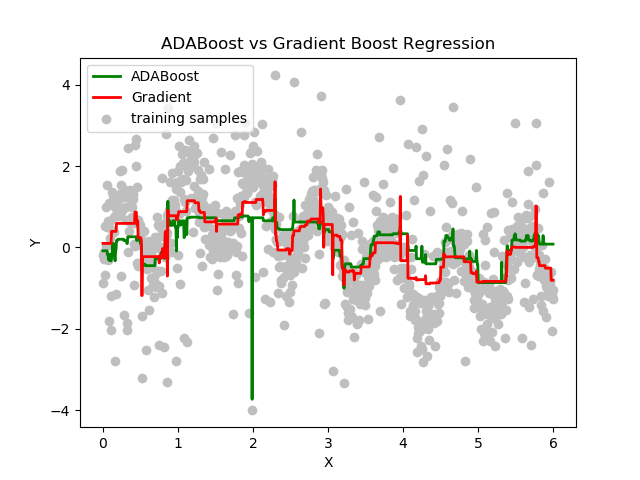 ADABoost vs Gradient Boost Regression
ADABoost
Gradient
training samples
4
2
0
−2
−4
Y
0 1 2 3 4 5 6
X